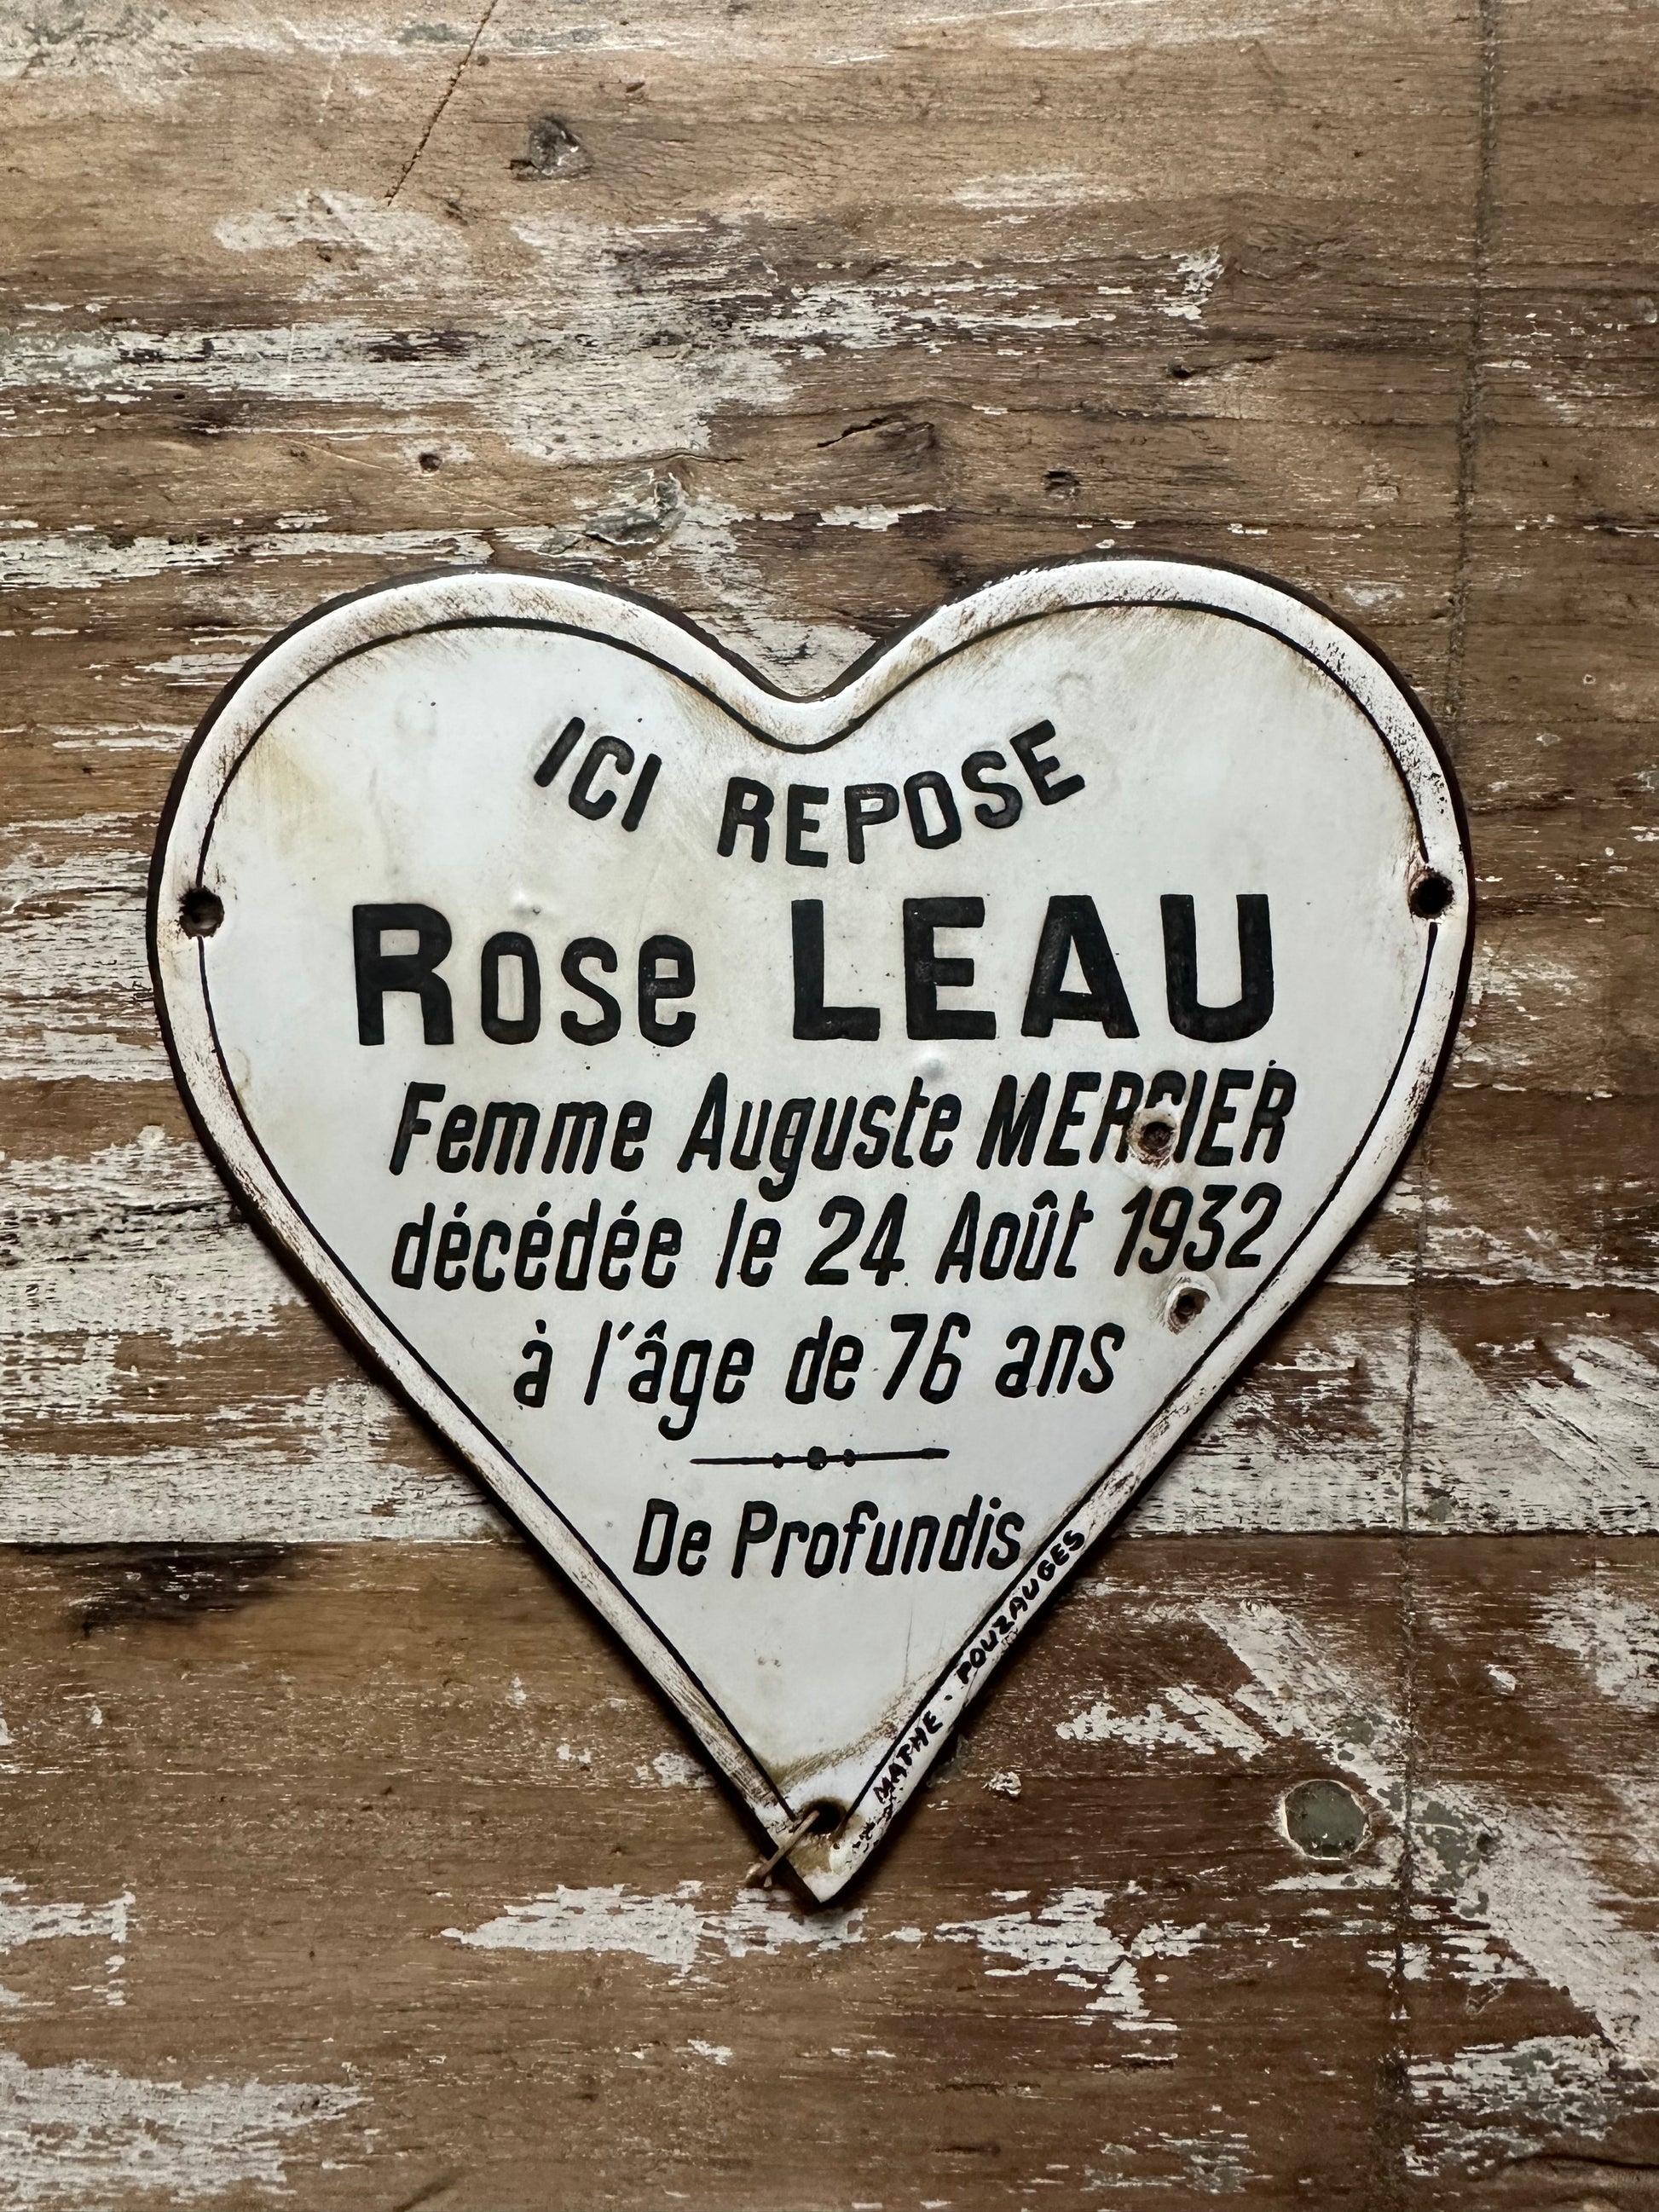 ICI REPOSE
Rose LEAU
Femme Auguste MERCIER
décédée le 24 Août 1932
à l'âge de 76 ans
De Profundis
MATHE · POUZAUGES